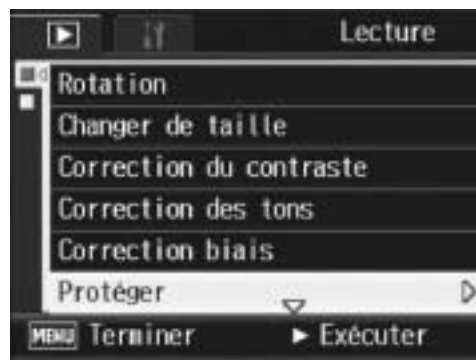 Lecture
Rotation
Changer de taille
Correction du contraste
Correction des tons
Correction biais
Protéger
MENU Terminer
Exécuter